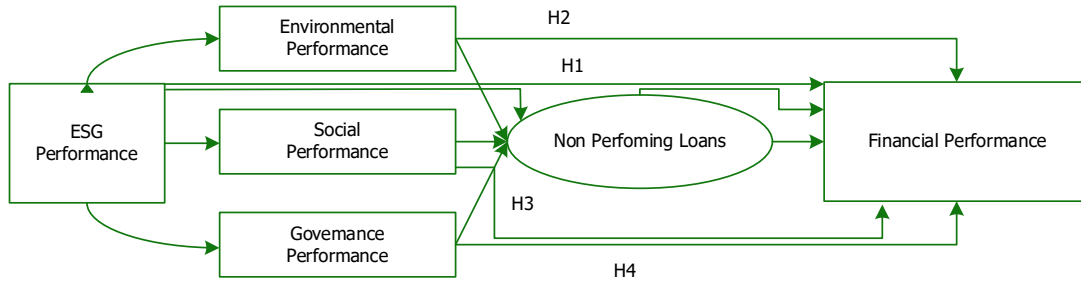 H2
Environmental
Performance
H1
ESG
Performance
Social
Performance
Non Perfoming Loans
Financial Performance
H3
Govemance
Performance
H4